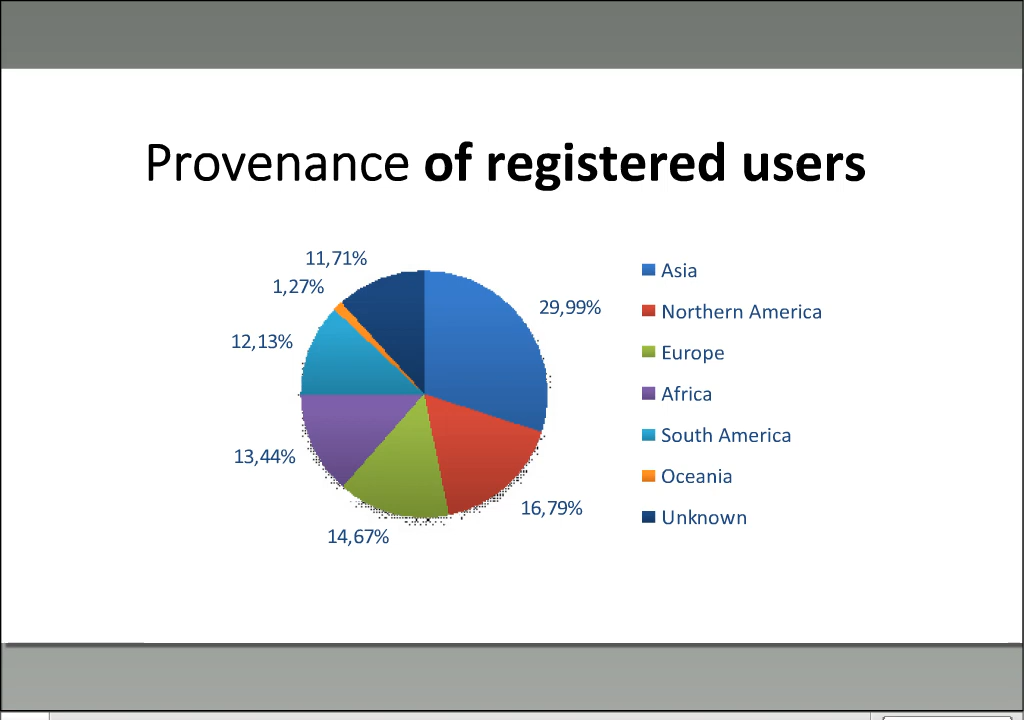 Provenance of registered users
11,71%
1,27%
12,13%
13,44%
14,67%
16,79%
29,99%
Asia
Northern America
Europe
Africa
South America
Oceania
Unknown